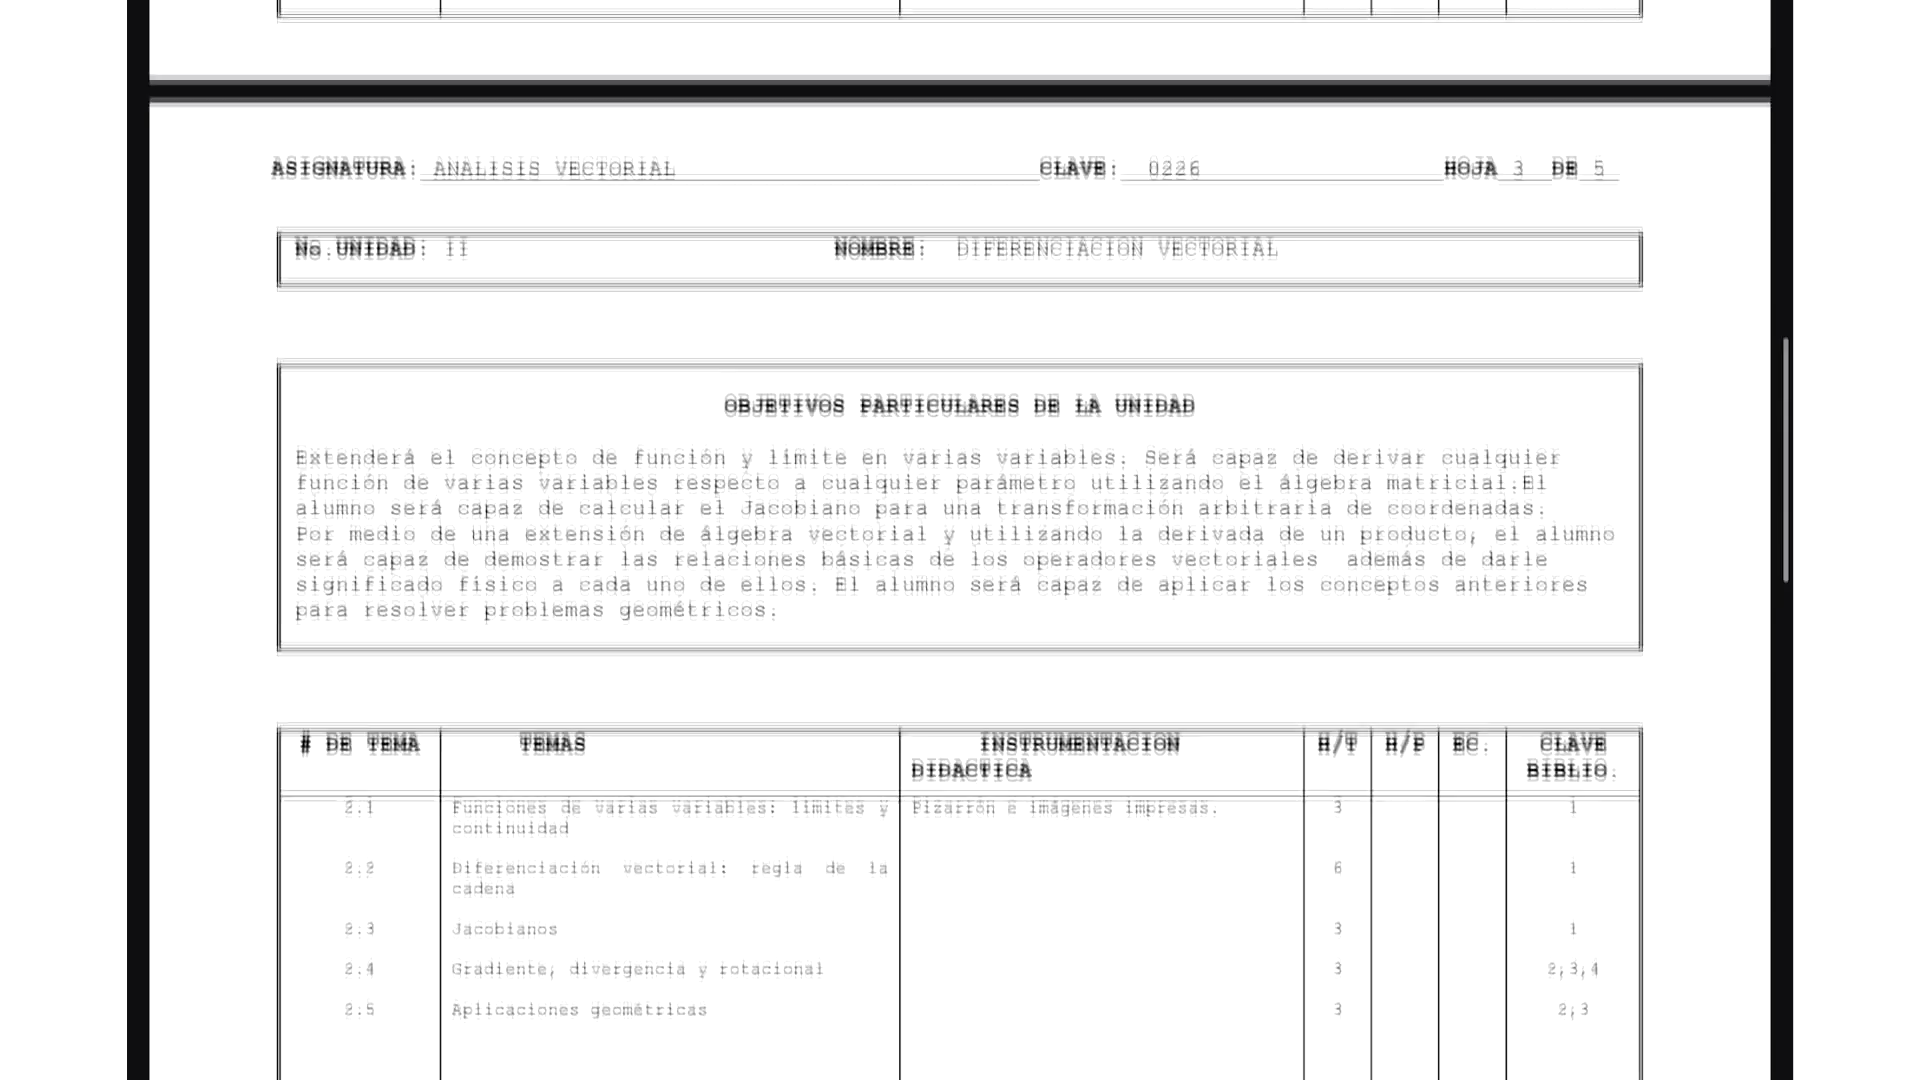 ASIGNATURA: ANALISIS VECTORIAL CLAVE: 0226 HOJA 3 DE 5
No.UNIDAD: II NOMBRE: DIFERENCIACION VECTORIAL
OBJETIVOS PARTICULARES DE LA UNIDAD
Extenderá el concepto de función y límite en varias variables. Será capaz de derivar cualquier
función de varias variables respecto a cualquier parámetro utilizando el álgebra matricial.El
alumno será capaz de calcular el Jacobiano para una transformación arbitraria de coordenadas.
Por medio de una extensión de álgebra vectorial y utilizando la derivada de un producto, el alumno
será capaz de demostrar las relaciones básicas de los operadores vectoriales además de darle
significado físico a cada uno de ellos. El alumno será capaz de aplicar los conceptos anteriores
para resolver problemas geométricos.
# DE TEMA TEMAS INSTRUMENTACION H/T H/P EC. CLAVE
DIDACTICA BIBLIO.
2.1 Funciones de varias variables: límites y Pizarrón e imágenes impresas. 3 1
continuidad
2.2 Diferenciación vectorial: regla de la 6 1
cadena
2.3 Jacobianos 3 1
2.4 Gradiente, divergencia y rotacional 3 2,3,4
2.5 Aplicaciones geométricas 3 2,3